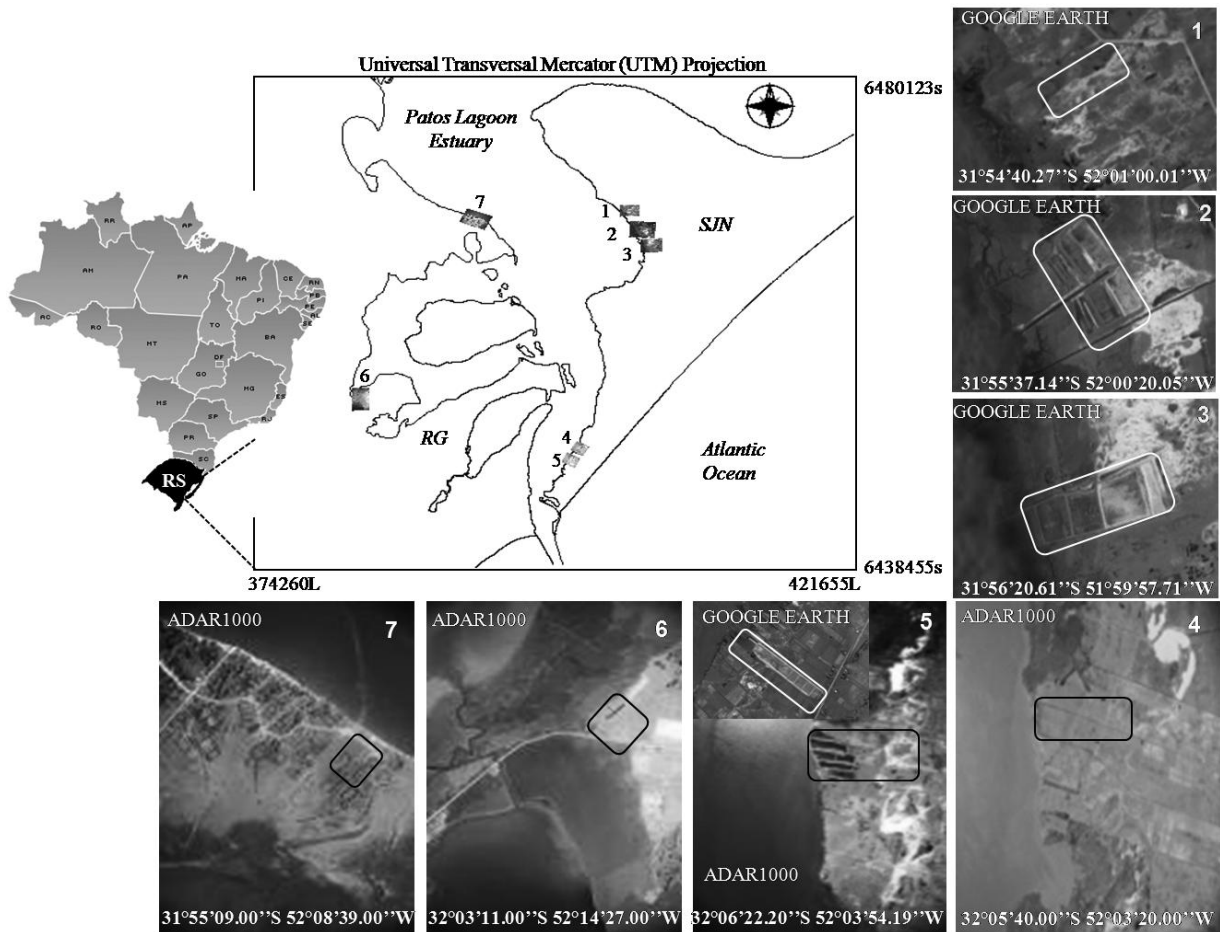 GOOGLE EARTH
1
31°54’40.27’’S 52°01’00.01’’W
Universal Transversal Mercator (UTM) Projection
6480123s
Patos Lagoon
Estuary
7
1
2
3
SJN
6
RG
4
5
Atlantic
Ocean
6438455s
374260L
421655L
RR
AP
AM
PA
MA
CE
RN
PB
PE
AL
SE
PI
AC
RO
TO
BA
MT
DF
GO
MG
ES
MS
SP
RJ
PR
SC
RS
GOOGLE EARTH
2
31°55’37.14’’S 52°00’20.05’’W
GOOGLE EARTH
3
31°56’20.61’’S 51°59’57.71’’W
ADAR1000
7
31°55’09.00’’S 52°08’39.00’’W
ADAR1000
6
32°03’11.00’’S 52°14’27.00’’W
GOOGLE EARTH
5
ADAR1000
32°06’22.20’’S 52°03’54.19’’W
ADAR1000
4
32°05’40.00’’S 52°03’20.00’’W